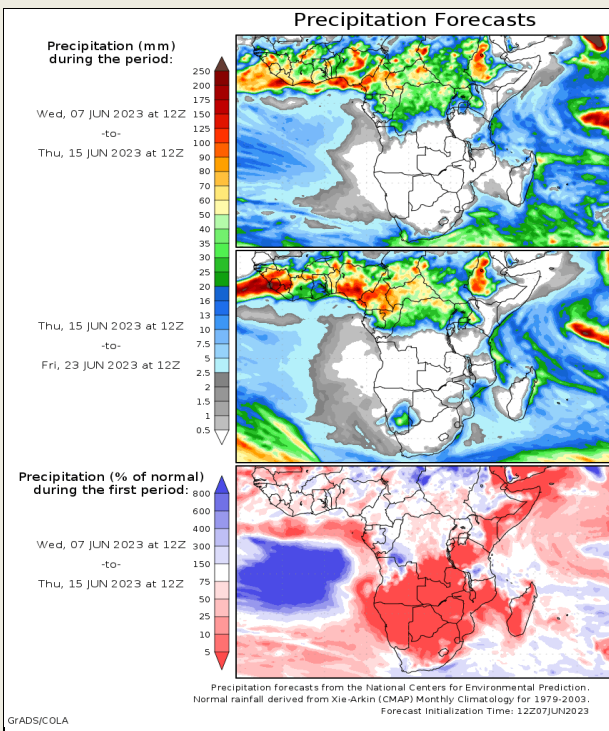 Precipitation Forecasts
Precipitation (mm)
during the period:
Wed, 07 JUN 2023 at 12Z
-to-
Thu, 15 JUN 2023 at 12Z
250
200
175
150
125
100
90
80
70
60
50
40
35
30
25
20
16
13
10
7.5
5
2.5
2
1.5
1
0.5
Thu, 15 JUN 2023 at 12Z
-to-
Fri, 23 JUN 2023 at 12Z
Precipitation (% of normal)
during the first period:
Wed, 07 JUN 2023 at 12Z
-to-
Thu, 15 JUN 2023 at 12Z
800
600
400
300
150
75
50
25
10
5
Precipitation forecasts from the National Centers for Environmental Prediction.
Normal rainfall derived from Xie-Arkin (CMAP) Monthly Climatology for 1979-2003.
Forecast Initialization Time: 12Z07JUN2023
GrADS/COLA